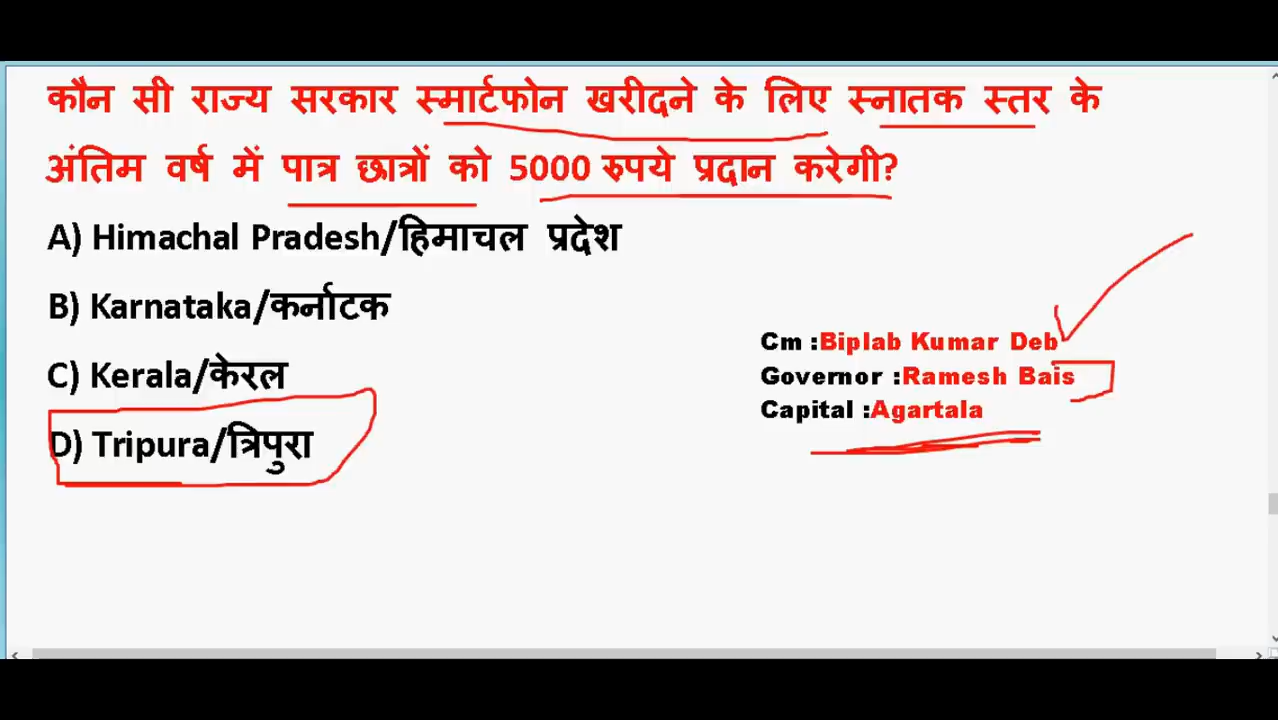 कौन सी राज्य सरकार स्मार्टफोन खरीदने के लिए स्नातक स्तर के
अंतिम वर्ष में पात्र छात्रों को 5000 रुपये प्रदान करेगी?
A) Himachal Pradesh/हिमाचल प्रदेश
B) Karnataka/कर्नाटक
C) Kerala/केरल
D) Tripura/त्रिपुरा
Cm :Biplab Kumar Deb
Governor :Ramesh Bais
Capital :Agartala